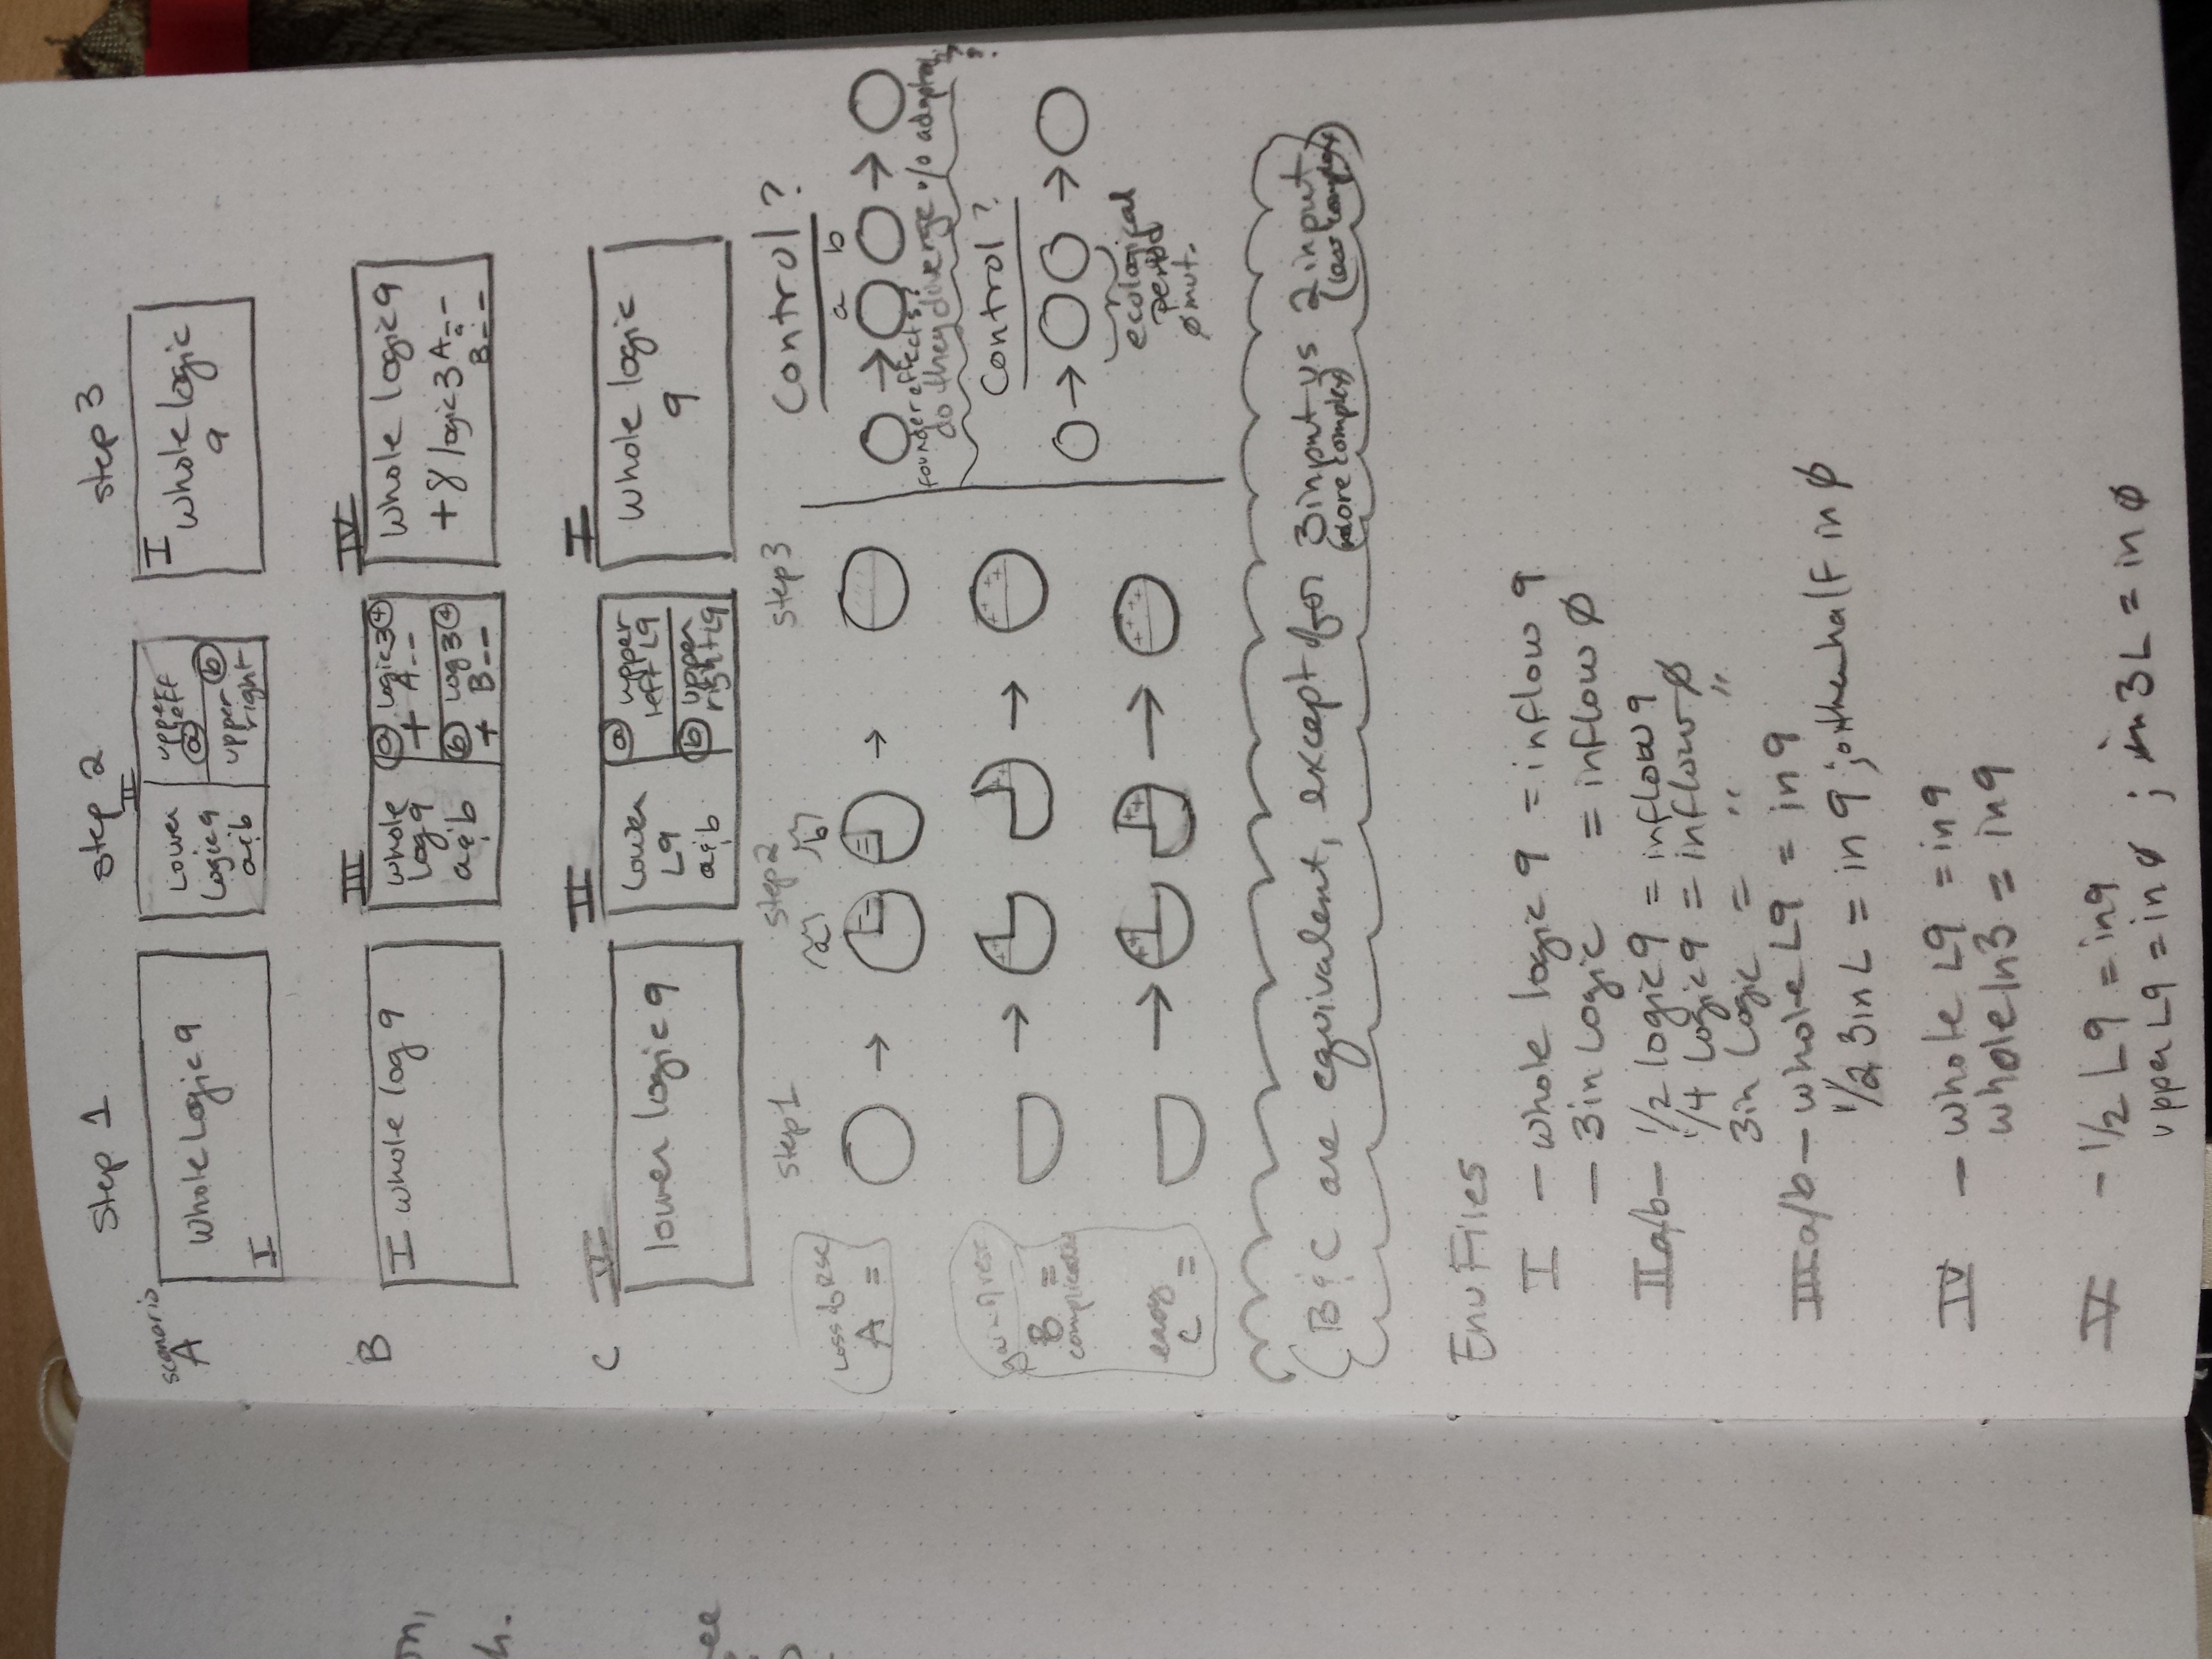 on,
h.
ee
step 1 step 2 step 3
scenario
A
whole Logic 9
I
II
Lower
Logic 9
a & b
upper
left
a
b
upper
right
I
whole logic
9
B
I whole log 9
III
whole
log 9
a & b
a logic 3 +
+ A--
b log 3 +
+ B--
IV
whole logic 9
+8 logic 3 A--
&
B--
C
V
lower logic 9
II
Lower
L9
a & b
a upper
left L9
b upper
right L9
I
whole logic
9
step 1 step 2 step 3
Loss of RSC
A =
a b
Control?
a b
founder effects?
do they diverge w/o
gain of resc
B =
complicated
+ +
+ +
+ + + +
Control?
ecological
period
Ø mut.
easy
C =
+ +
+ +
+ + + +
B & C are equivalent, except for 3input vs 2 input
(more complex) (less complex)
Env Files
I - whole logic 9 = inflow 9
- 3in Logic = inflow Ø
II a/b - 1/2 logic 9 = inflow 9
1/4 Logic 9 = inflow Ø
3in Logic = " "
III a/b - whole L9 = in 9
1/2 3in L = in 9; other half in Ø
IV - whole L9 = in 9
whole In3 = in 9
V - 1/2 L9 = in 9
upper L9 = in Ø ; 3L = in Ø